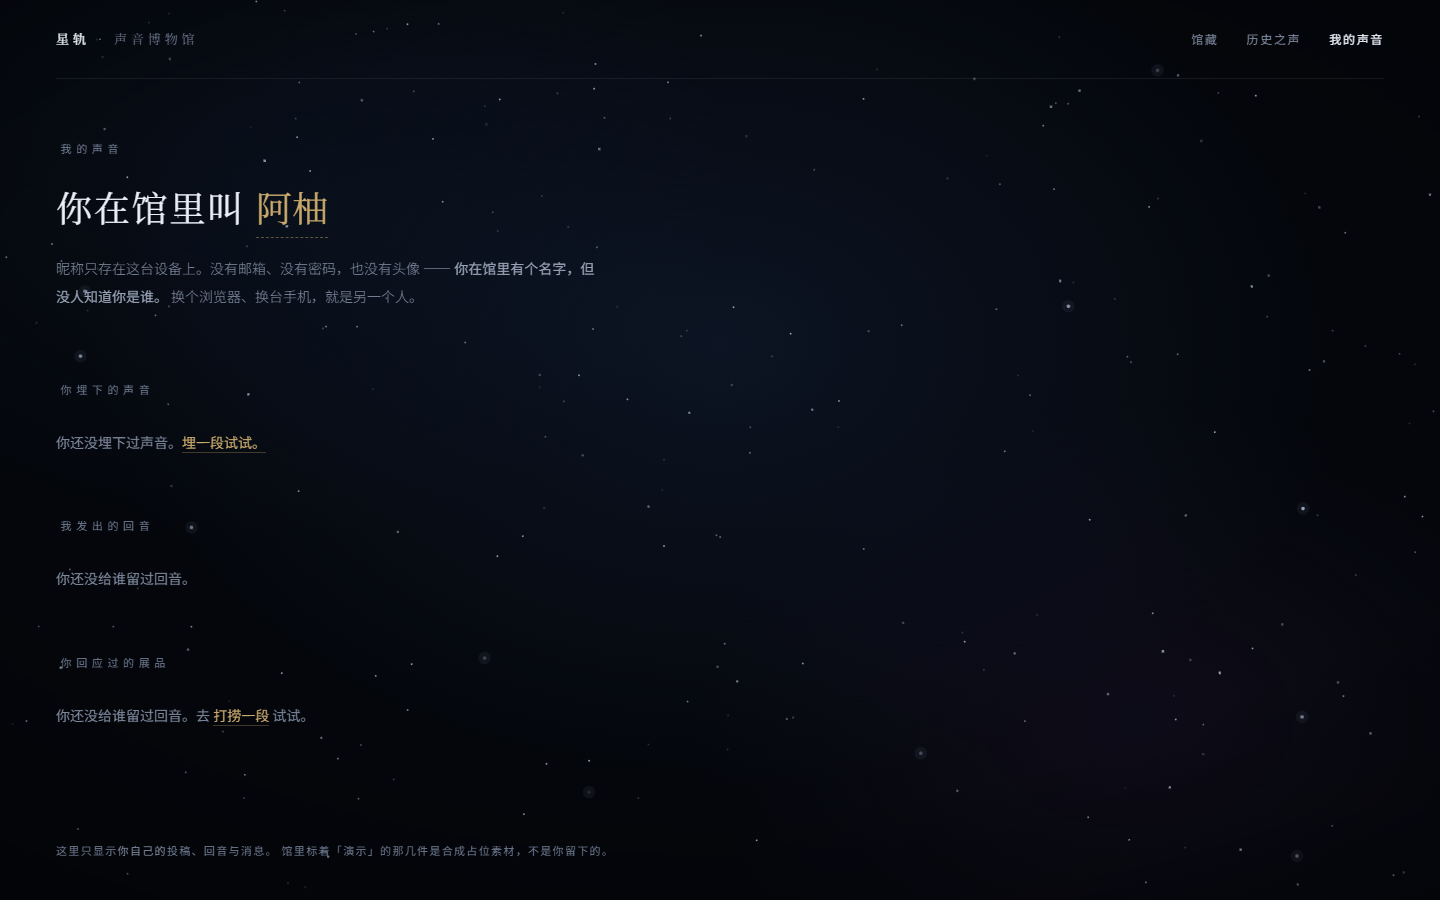 星轨 · 声音博物馆
馆藏 历史之声 我的声音
我的声音
你在馆里叫 阿柚
昵称只存在这台设备上。没有邮箱、没有密码，也没有头像 —— 你在馆里有个名字，但
没人知道你是谁。 换个浏览器、换台手机，就是另一个人。
你埋下的声音
你还没埋下过声音。埋一段试试。
我发出的回音
你还没给谁留过回音。
你回应过的展品
你还没给谁留过回音。去 打捞一段 试试。
这里只显示你自己的投稿、回音与消息。 馆里标着「演示」的那几件是合成占位素材，不是你留下的。